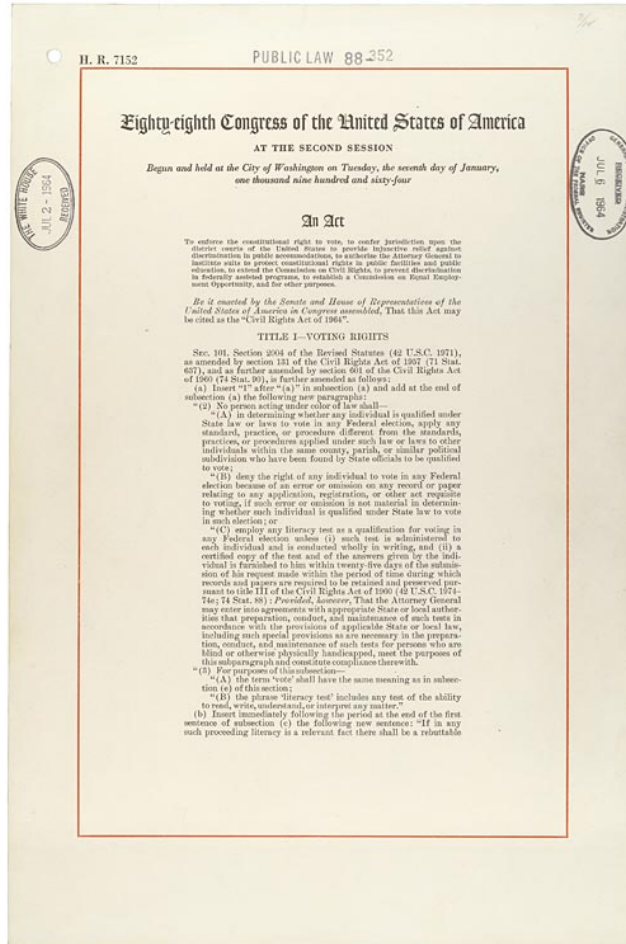 H. R. 7152
PUBLIC LAW 88-352
Eighty-eighth Congress of the United States of America
AT THE SECOND SESSION
Begun and held at the City of Washington on Tuesday, the seventh day of January,
one thousand nine hundred and sixty-four
THE WHITE HOUSE
JUL 2 - 1964
RECEIVED
RECEIVED
JUL 6 1964
NARS
OFFICE OF THE FEDERAL
An Act
To enforce the constitutional right to vote, to confer jurisdiction upon the
district courts of the United States to provide injunctive relief against
discrimination in public accommodations, to authorize the Attorney General to
institute suits to protect constitutional rights in public facilities and public
education, to extend the Commission on Civil Rights, to prevent discrimination
in federally assisted programs, to establish a Commission on Equal Employ-
ment Opportunity, and for other purposes.
Be it enacted by the Senate and House of Representatives of the
United States of America in Congress assembled, That this Act may
be cited as the “Civil Rights Act of 1964”.
TITLE I—VOTING RIGHTS
SEC. 101. Section 2004 of the Revised Statutes (42 U.S.C. 1971),
as amended by section 131 of the Civil Rights Act of 1957 (71 Stat.
637), and as further amended by section 601 of the Civil Rights Act
of 1960 (74 Stat. 90), is further amended as follows:
(a) Insert “1” after “(a)” in subsection (a) and add at the end of
subsection (a) the following new paragraphs:
“(2) No person acting under color of law shall—
“(A) in determining whether any individual is qualified under
State law or laws to vote in any Federal election, apply any
standard, practice, or procedure different from the standards,
practices, or procedures applied under such law or laws to other
individuals within the same county, parish, or similar political
subdivision who have been found by State officials to be qualified
to vote;
“(B) deny the right of any individual to vote in any Federal
election because of an error or omission on any record or paper
relating to any application, registration, or other act requisite
to voting, if such error or omission is not material in determin-
ing whether such individual is qualified under State law to vote
in such election; or
“(C) employ any literacy test as a qualification for voting in
any Federal election unless (i) such test is administered to
each individual and is conducted wholly in writing, and (ii) a
certified copy of the test and of the answers given by the indi-
vidual is furnished to him within twenty-five days of the submis-
sion of his request made within the period of time during which
records and papers are required to be retained and preserved pur-
suant to title III of the Civil Rights Act of 1960 (42 U.S.C. 1974–
74e; 74 Stat. 88): Provided, however, That the Attorney General
may enter into agreements with appropriate State or local author-
ities that preparation, conduct, and maintenance of such tests in
accordance with the provisions of applicable State or local law,
including such special provisions as are necessary in the prepara-
tion, conduct, and maintenance of such tests for persons who are
blind or otherwise physically handicapped, meet the purposes of
this subparagraph and constitute compliance therewith.
“(3) For purposes of this subsection—
“(A) the term ‘vote’ shall have the same meaning as in subsec-
tion (e) of this section;
“(B) the phrase ‘literacy test’ includes any test of the ability
to read, write, understand, or interpret any matter.”
(b) Insert immediately following the period at the end of the first
sentence of subsection (c) the following new sentence: “If in any
such proceeding literacy is a relevant fact there shall be a rebuttable